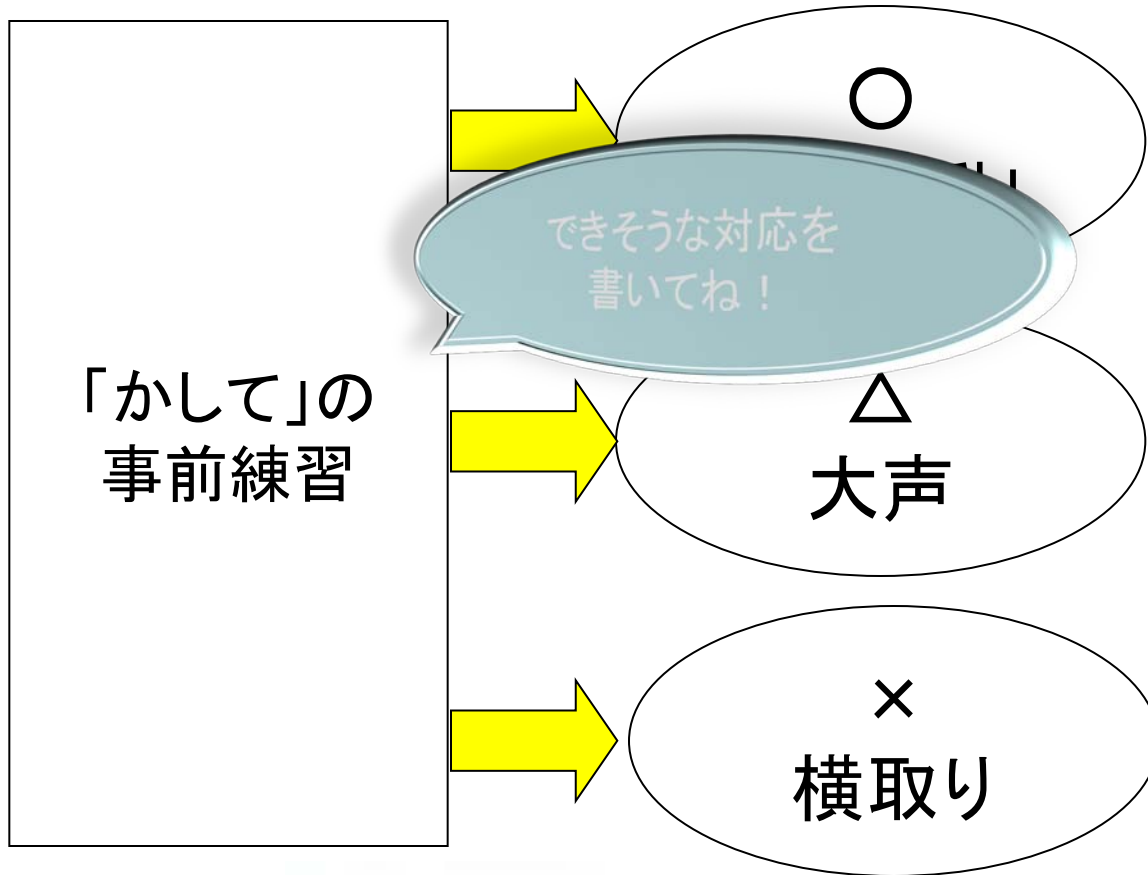 「かして」の
事前練習
○
できそうな対応を
書いてね！
△
大声
×
横取り